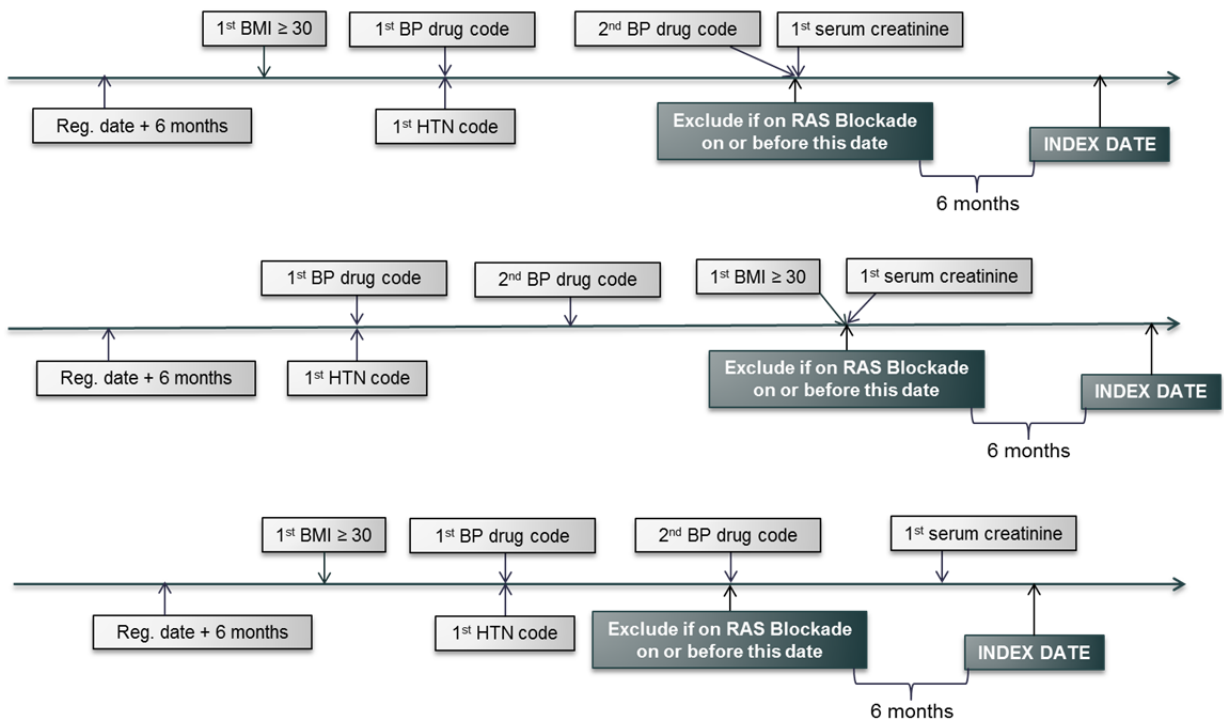 1st BMI ≥ 30
1st BP drug code
2nd BP drug code
1st serum creatinine
Reg. date + 6 months
1st HTN code
Exclude if on RAS Blockade
on or before this date
INDEX DATE
6 months
1st BP drug code
2nd BP drug code
1st BMI ≥ 30
1st serum creatinine
Reg. date + 6 months
1st HTN code
Exclude if on RAS Blockade
on or before this date
INDEX DATE
6 months
1st BMI ≥ 30
1st BP drug code
2nd BP drug code
1st serum creatinine
Reg. date + 6 months
1st HTN code
Exclude if on RAS Blockade
on or before this date
INDEX DATE
6 months